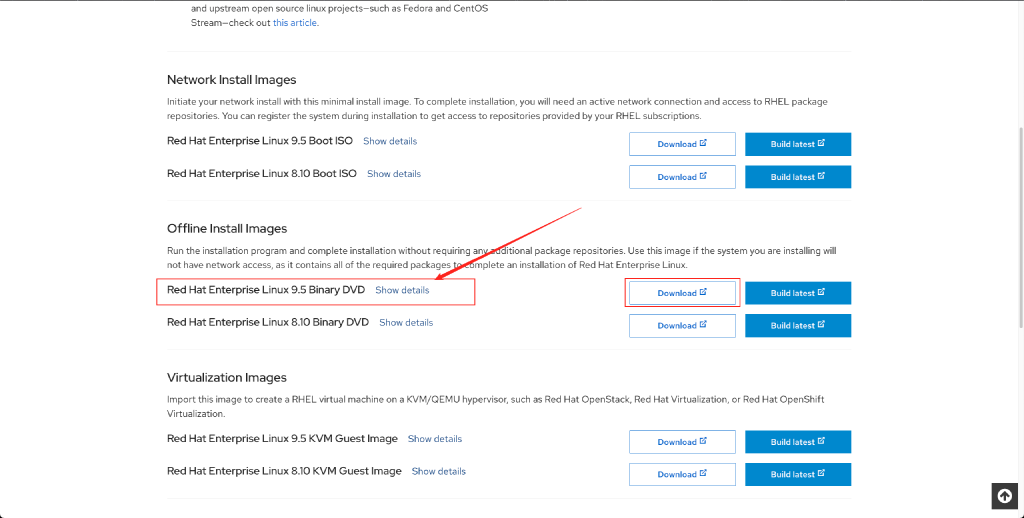 and upstream open source linux projects—such as Fedora and CentOS
Stream—check out this article.
Network Install Images
Initiate your network install with this minimal install image. To complete installation, you will need an active network connection and access to RHEL package
repositories. You can register the system during installation to get access to repositories provided by your RHEL subscriptions.
Red Hat Enterprise Linux 9.5 Boot ISO Show details Download Build latest
Red Hat Enterprise Linux 8.10 Boot ISO Show details Download Build latest
Offline Install Images
Run the installation program and complete installation without requiring any additional package repositories. Use this image if the system you are installing will
not have network access, as it contains all of the required packages to complete an installation of Red Hat Enterprise Linux.
Red Hat Enterprise Linux 9.5 Binary DVD Show details Download Build latest
Red Hat Enterprise Linux 8.10 Binary DVD Show details Download Build latest
Virtualization Images
Import this image to create a RHEL virtual machine on a KVM/QEMU hypervisor, such as Red Hat OpenStack, Red Hat Virtualization, or Red Hat OpenShift
Virtualization.
Red Hat Enterprise Linux 9.5 KVM Guest Image Show details Download Build latest
Red Hat Enterprise Linux 8.10 KVM Guest Image Show details Download Build latest